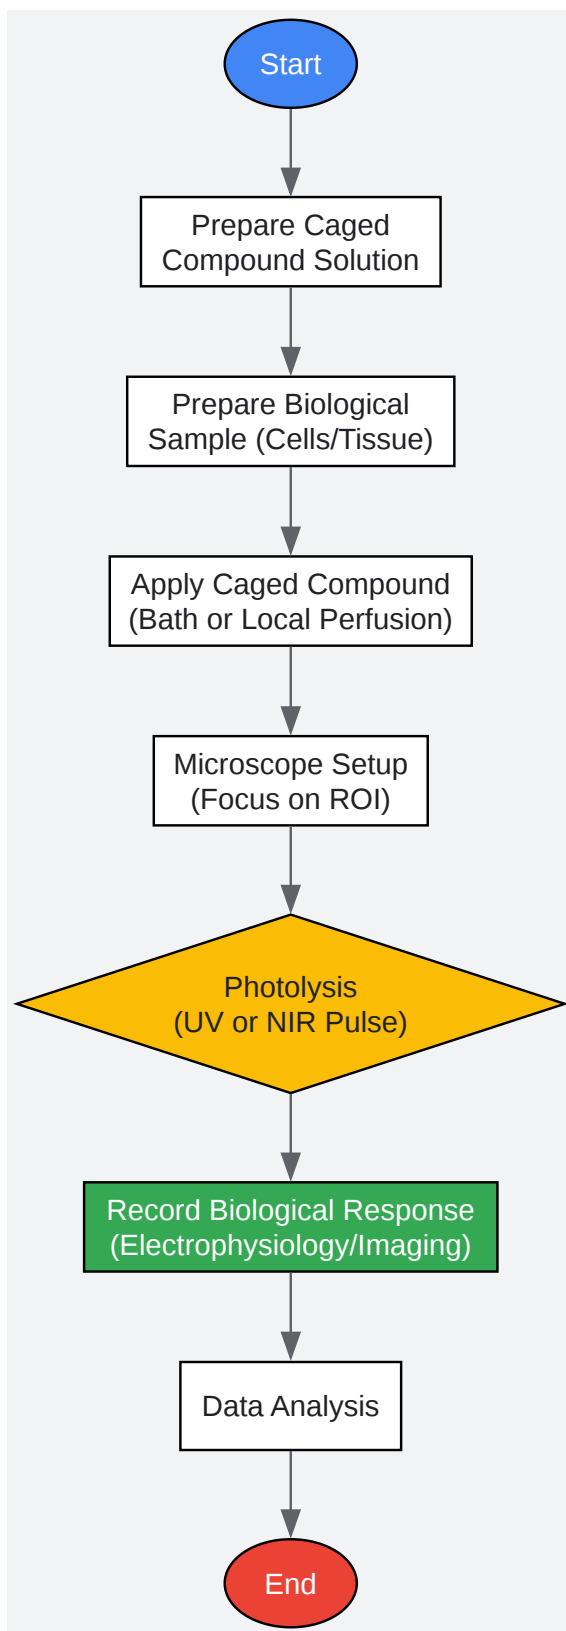 Start
Prepare Caged
Compound Solution
Prepare Biological
Sample (Cells/Tissue)
Apply Caged Compound
(Bath or Local Perfusion)
Microscope Setup
(Focus on ROI)
Photolysis
(UV or NIR Pulse)
Record Biological Response
(Electrophysiology/Imaging)
Data Analysis
End